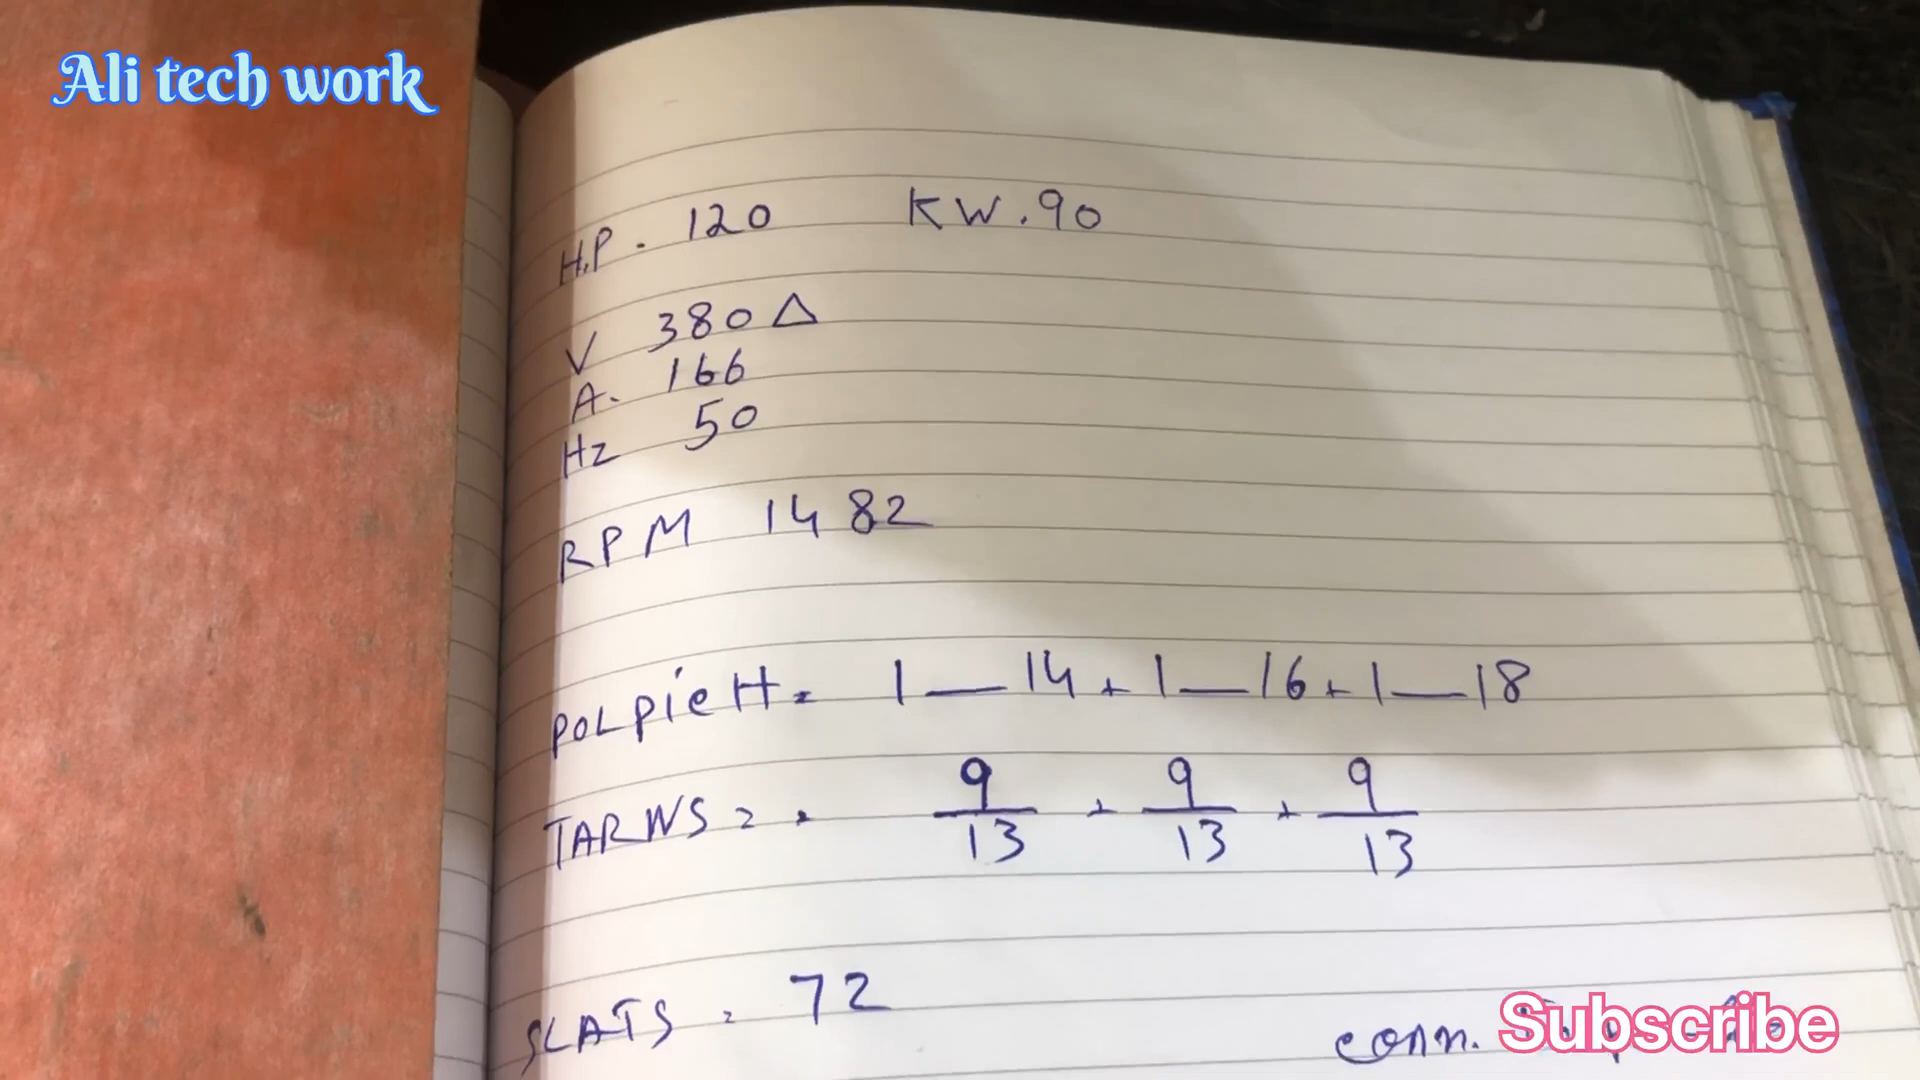 Ali tech work
H.P. 120 KW. 90
V 380 Δ
A. 166
Hz 50
RPM 1482
POLPieH = 1—14 + 1—16 + 1—18
TARNS = 9/13 + 9/13 + 9/13
SLATS = 72
conn.
Subscribe